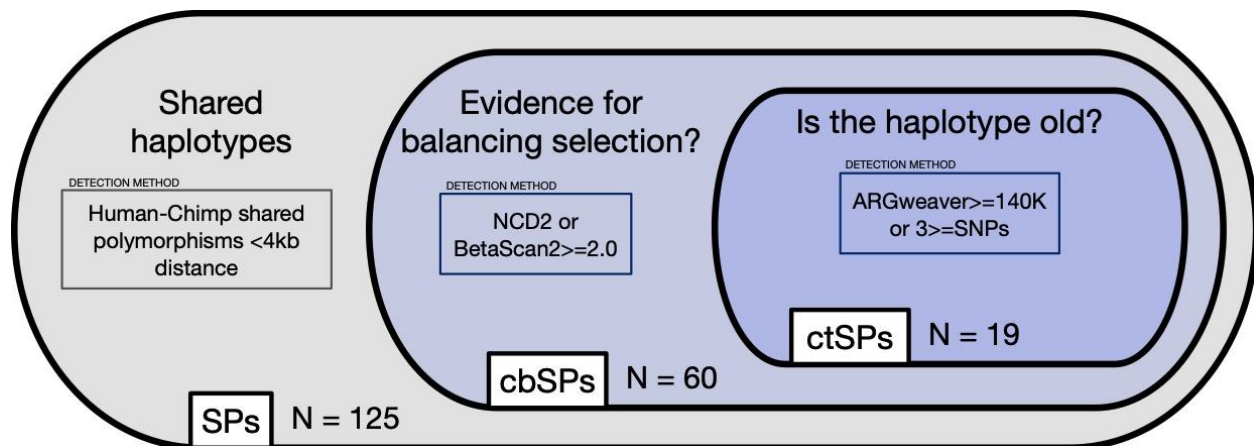 Shared
haplotypes
DETECTION METHOD
Human-Chimp shared
polymorphisms <4kb
distance
SPs N = 125
Evidence for
balancing selection?
DETECTION METHOD
NCD2 or
BetaScan2>=2.0
cbSPs N = 60
Is the haplotype old?
DETECTION METHOD
ARGweaver>=140K
or 3>=SNPs
ctSPs N = 19